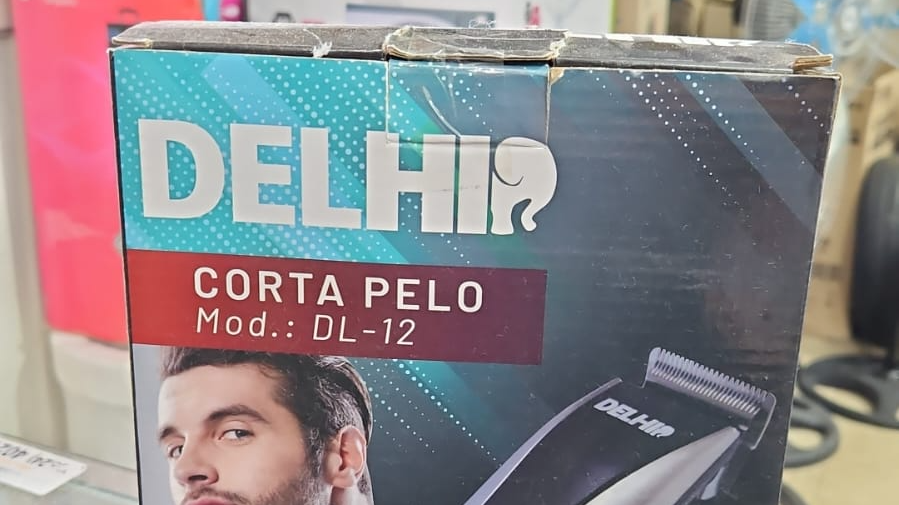 DELHI
CORTA PELO
Mod.: DL-12
DELHI